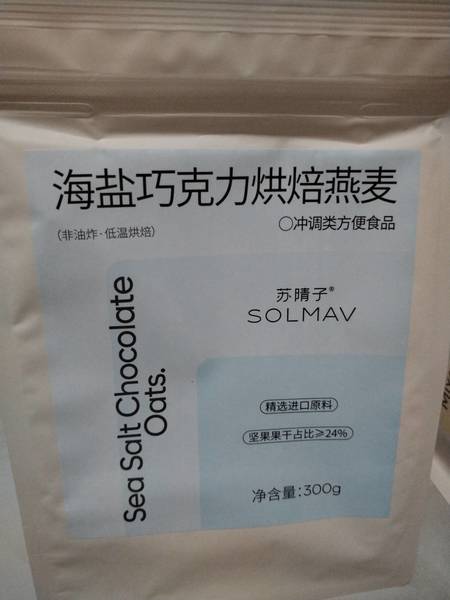 海盐巧克力烘焙燕麦
(非油炸·低温烘焙)
○冲调类方便食品
Sea Salt Chocolate
Oats.
苏晴子®
SOLMAV
精选进口原料
坚果果干占比≥24%
净含量:300g